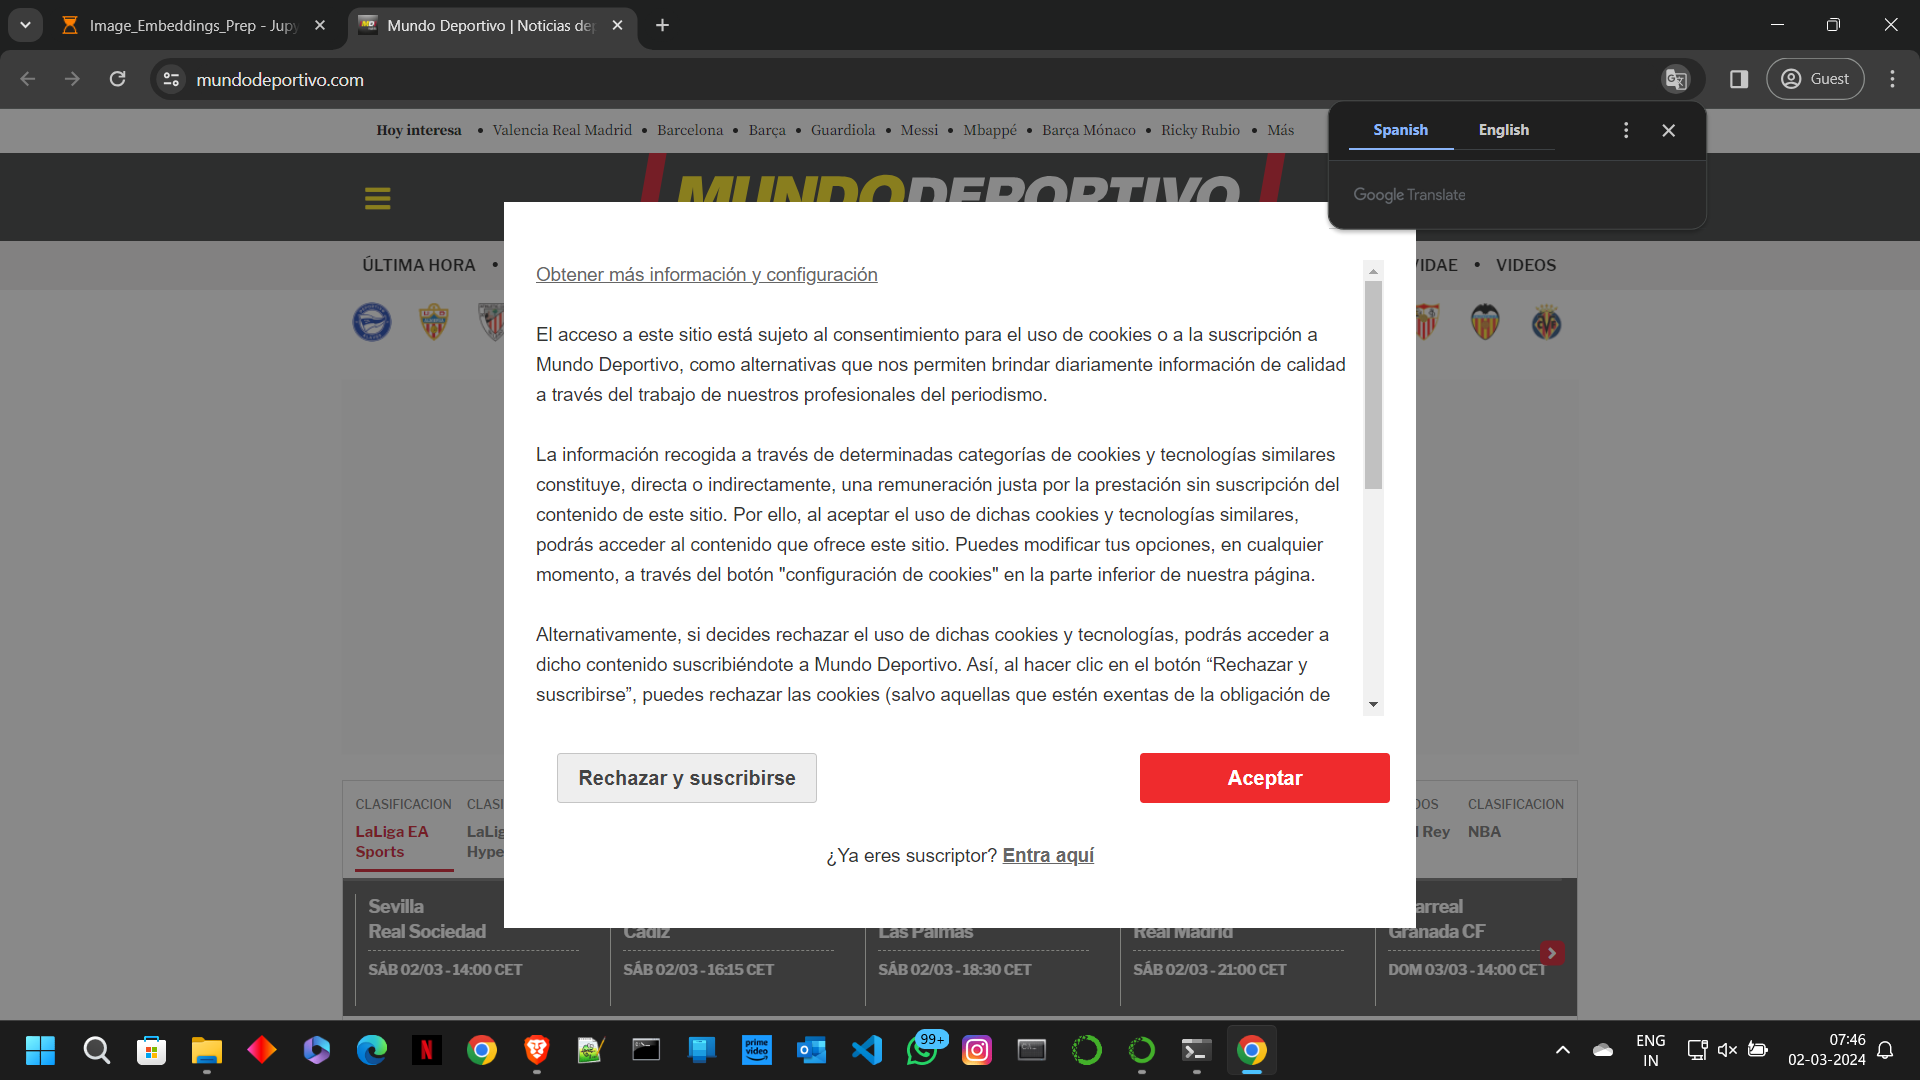 Image_Embeddings_Prep - Jupy
Mundo Deportivo | Noticias de
mundodeportivo.com
Guest
Hoy interesa • Valencia Real Madrid • Barcelona • Barça • Guardiola • Messi • Mbappé • Barça Mónaco • Ricky Rubio • Más
Spanish English
Google Translate
MUNDODEPORTIVO
ÚLTIMA HORA •
VIDAE • VIDEOS
Obtener más información y configuración
El acceso a este sitio está sujeto al consentimiento para el uso de cookies o a la suscripción a
Mundo Deportivo, como alternativas que nos permiten brindar diariamente información de calidad
a través del trabajo de nuestros profesionales del periodismo.
La información recogida a través de determinadas categorías de cookies y tecnologías similares
constituye, directa o indirectamente, una remuneración justa por la prestación sin suscripción del
contenido de este sitio. Por ello, al aceptar el uso de dichas cookies y tecnologías similares,
podrás acceder al contenido que ofrece este sitio. Puedes modificar tus opciones, en cualquier
momento, a través del botón "configuración de cookies" en la parte inferior de nuestra página.
Alternativamente, si decides rechazar el uso de dichas cookies y tecnologías, podrás acceder a
dicho contenido suscribiéndote a Mundo Deportivo. Así, al hacer clic en el botón “Rechazar y
suscribirse”, puedes rechazar las cookies (salvo aquellas que estén exentas de la obligación de
Rechazar y suscribirse
Aceptar
¿Ya eres suscriptor? Entra aquí
CLASIFICACION CLASI
DOS CLASIFICACION
LaLiga EA
Sports
LaLig
Hype
l Rey NBA
Sevilla
Real Sociedad
SÁB 02/03 - 14:00 CET
Cádiz
SÁB 02/03 - 16:15 CET
Las Palmas
SÁB 02/03 - 18:30 CET
Real Madrid
SÁB 02/03 - 21:00 CET
arreal
Granada CF
DOM 03/03 - 14:00 CET
prime
video
99+
ENG
IN
07:46
02-03-2024